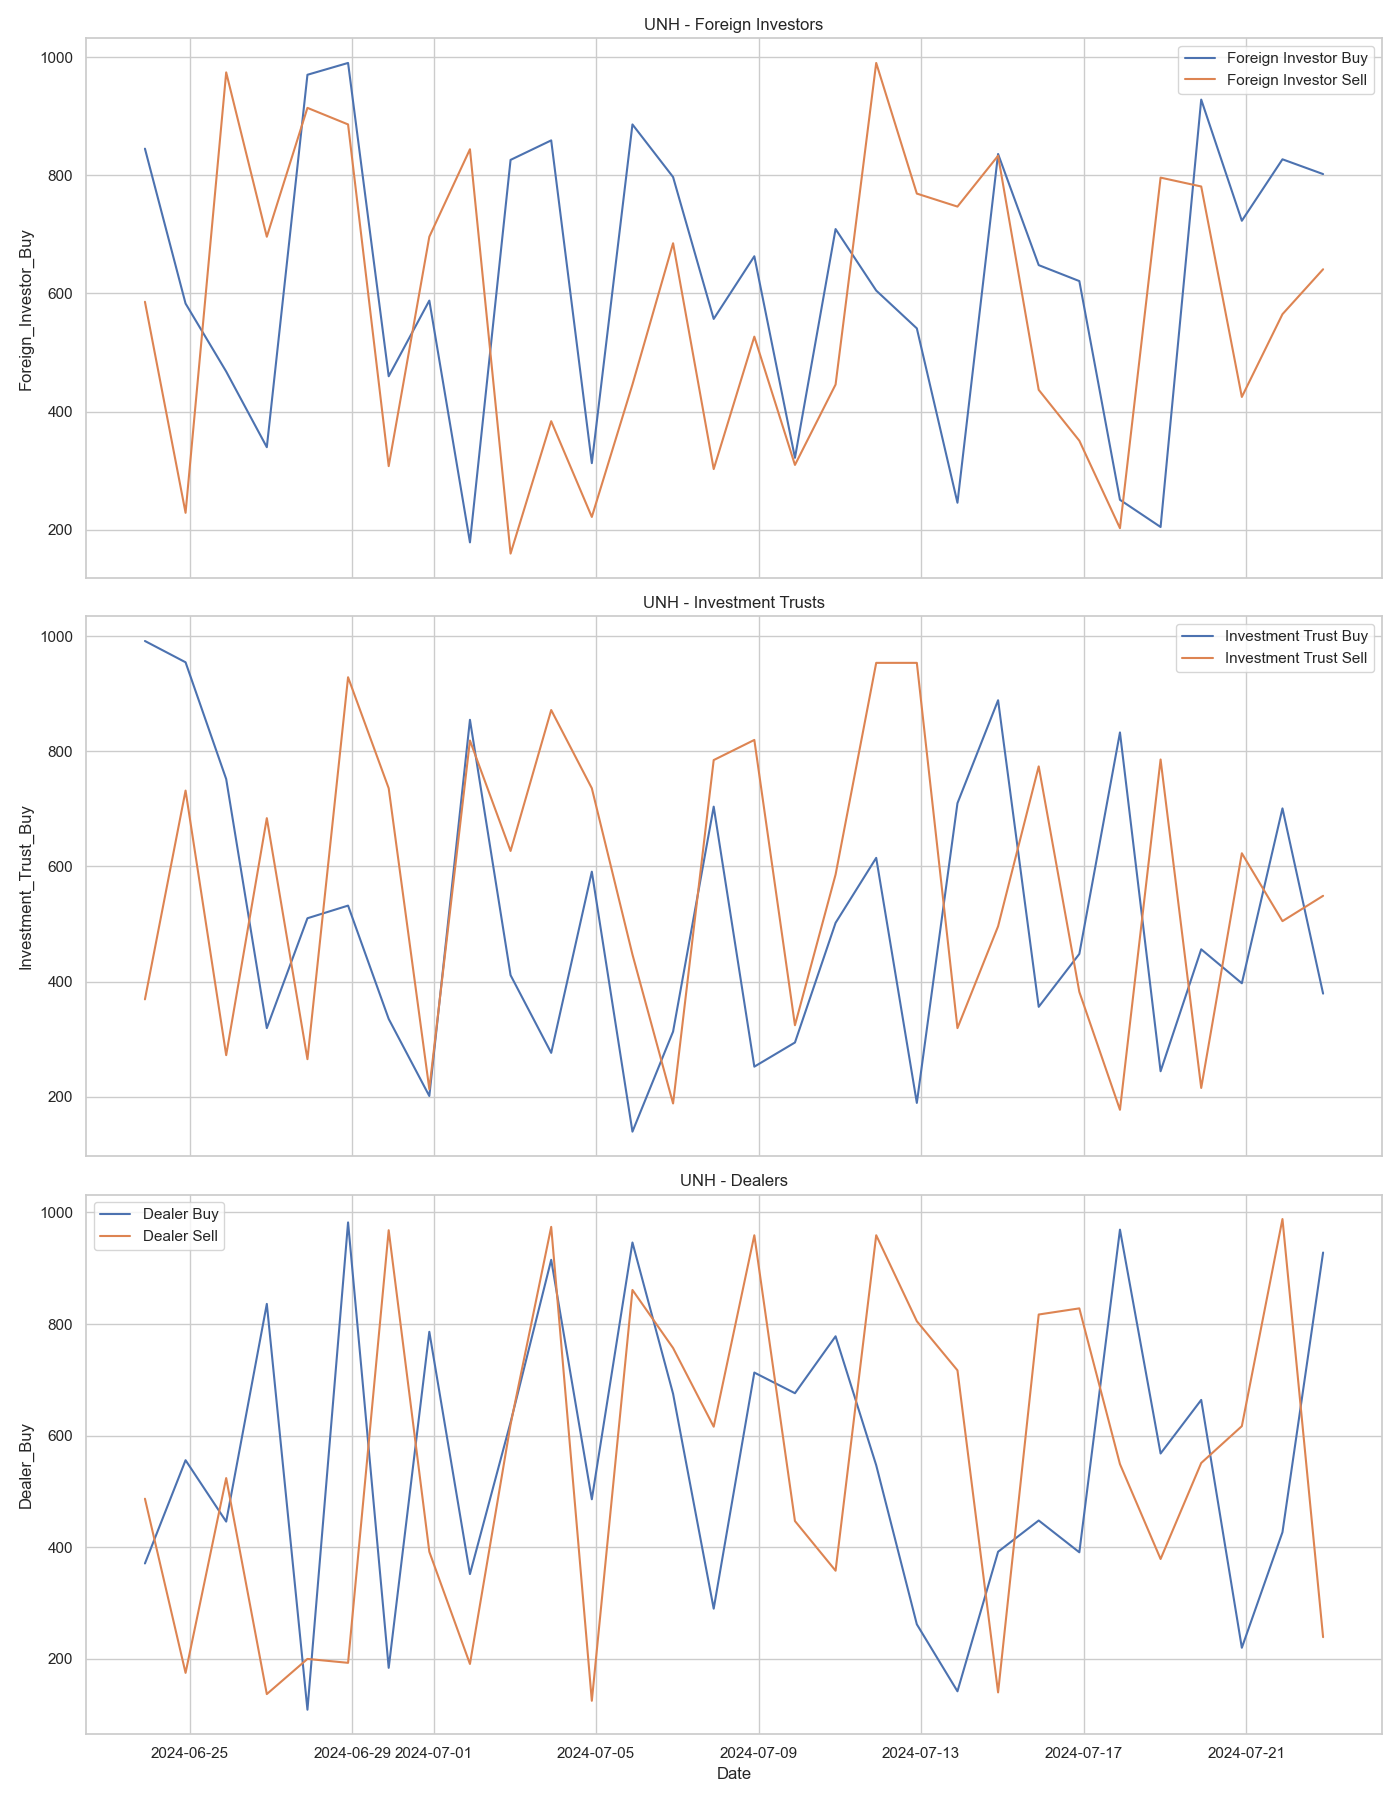 UNH - Foreign Investors
Foreign Investor Buy
Foreign Investor Sell
Foreign_Investor_Buy
1000
800
600
400
200
UNH - Investment Trusts
Investment Trust Buy
Investment Trust Sell
Investment_Trust_Buy
1000
800
600
400
200
UNH - Dealers
Dealer Buy
Dealer Sell
Dealer_Buy
1000
800
600
400
200
2024-06-25 2024-06-29 2024-07-01 2024-07-05 2024-07-09 2024-07-13 2024-07-17 2024-07-21
Date